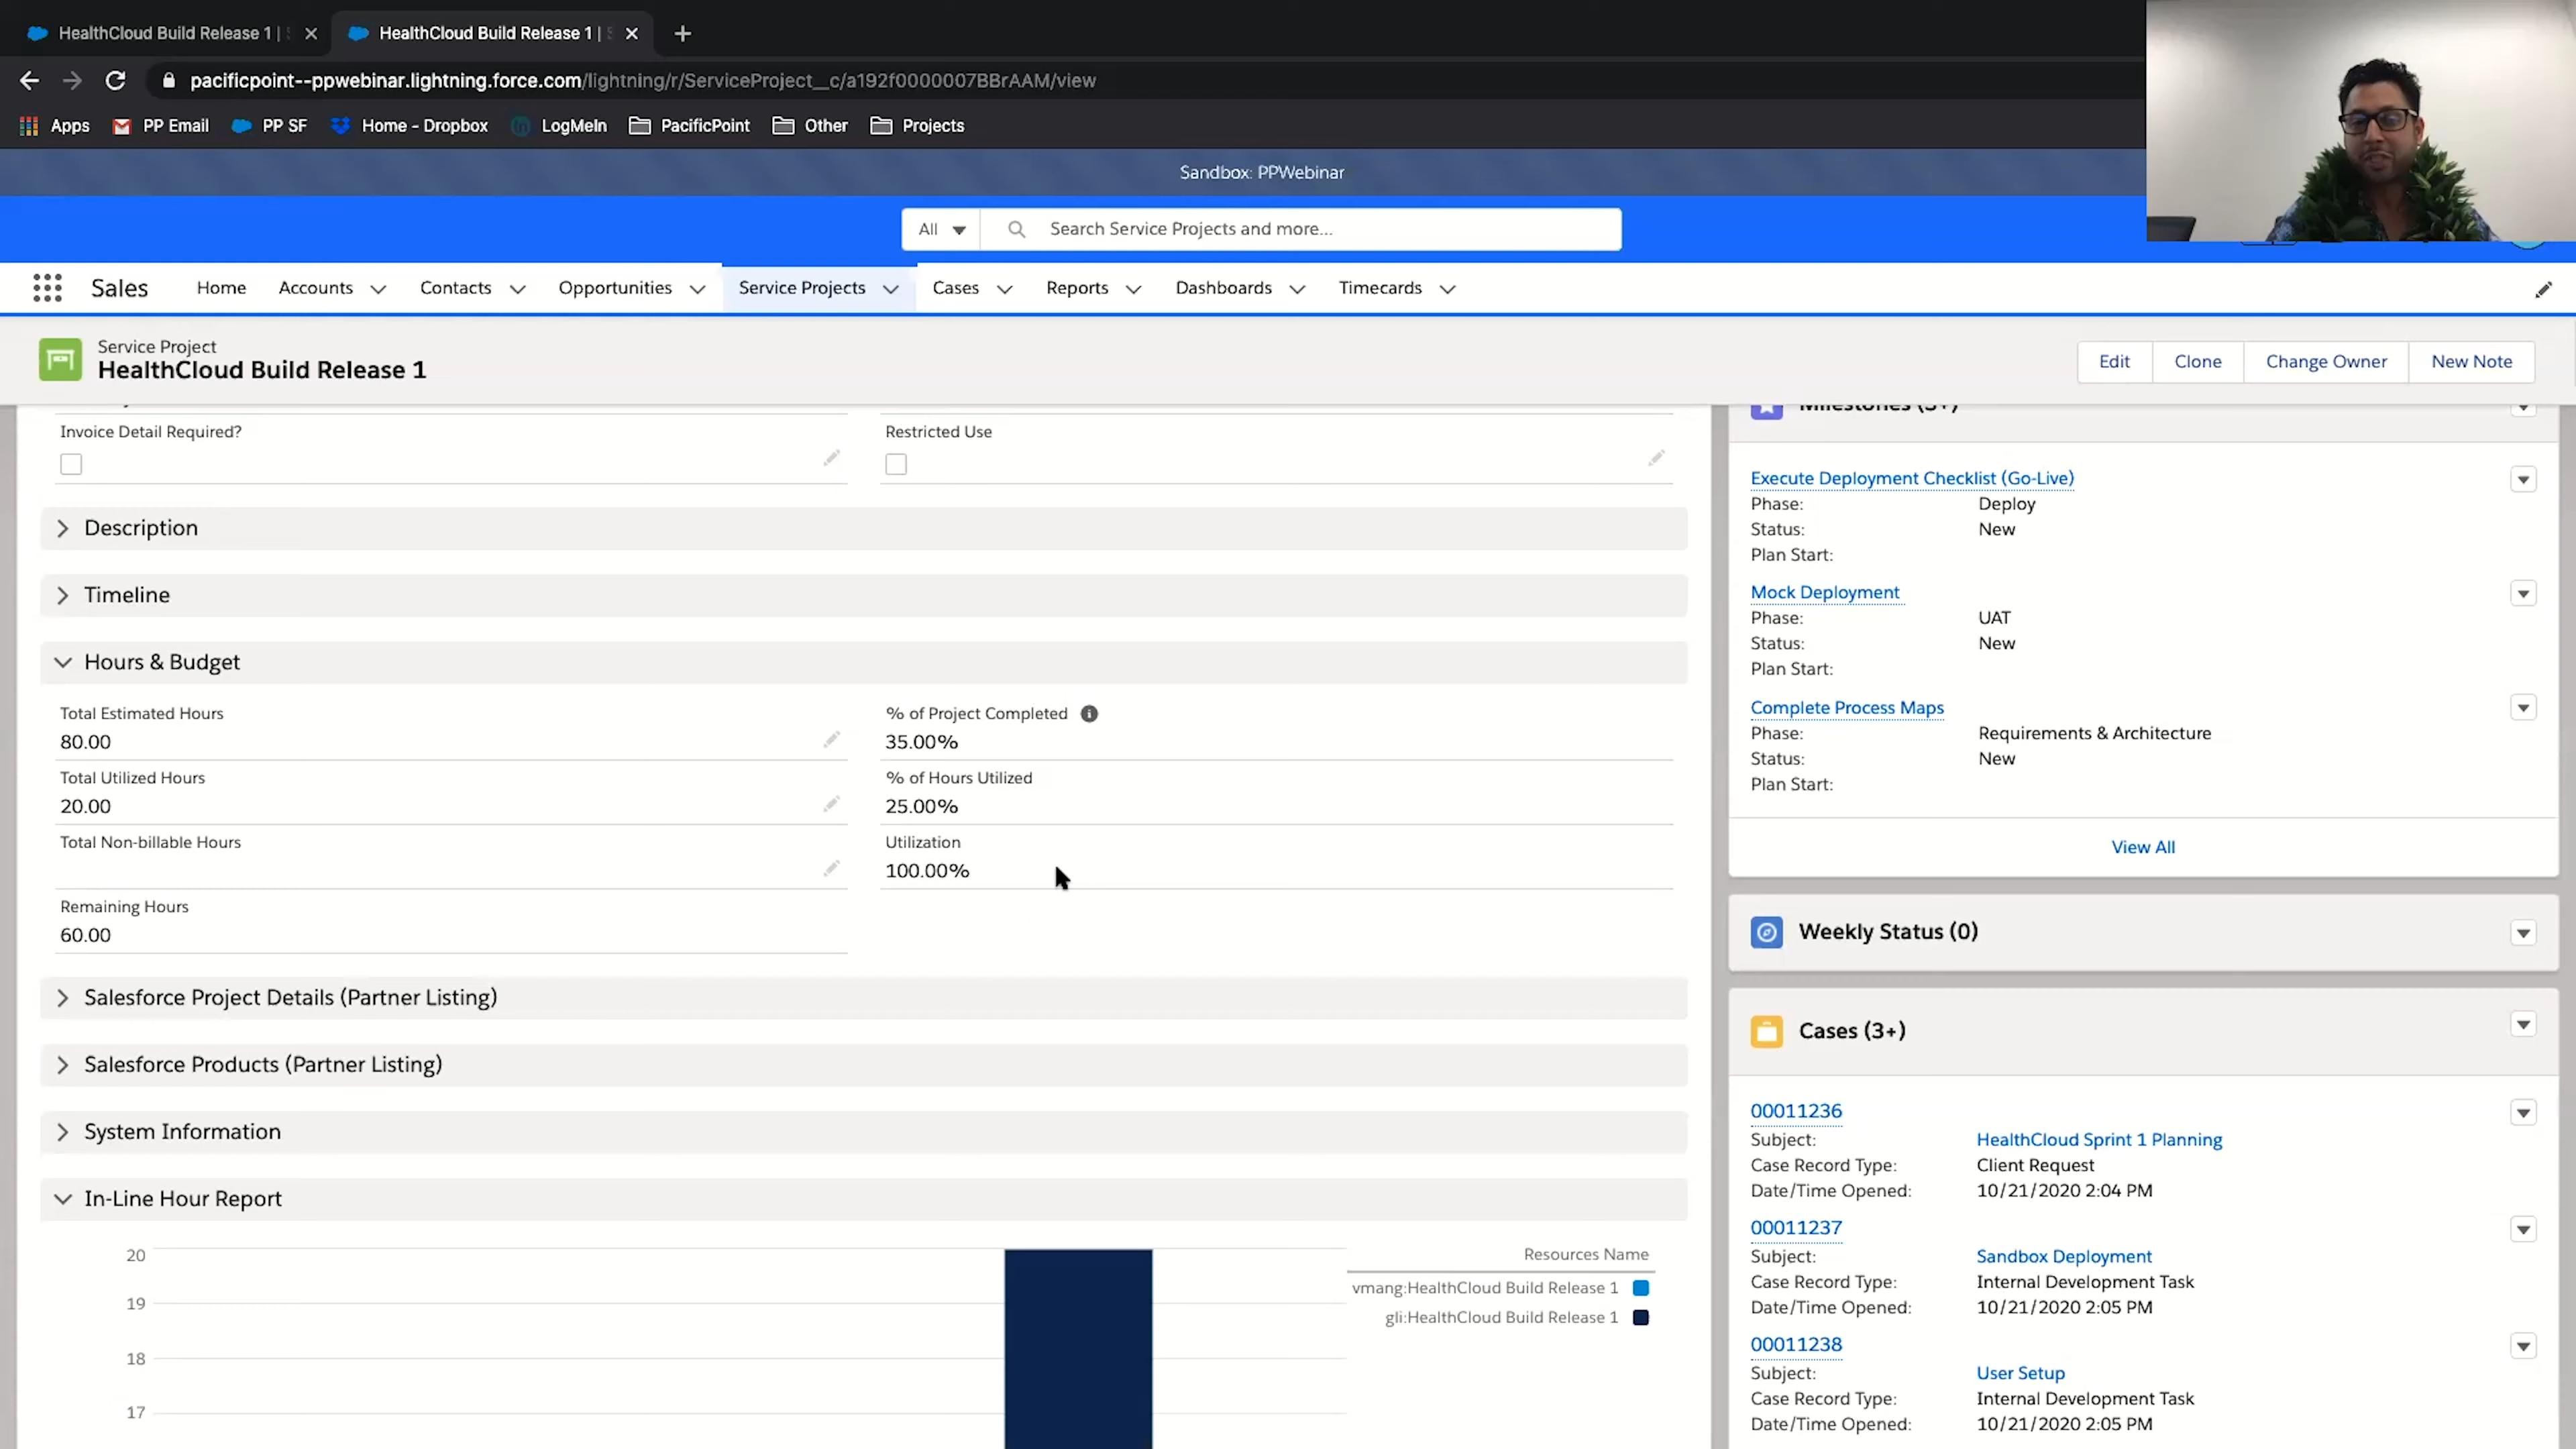 HealthCloud Build Release 1 |
HealthCloud Build Release 1 |
pacificpoint--ppwebinar.lightning.force.com/lightning/r/ServiceProject__c/a192f0000007BBrAAM/view
Apps PP Email PP SF Home - Dropbox LogMeIn PacificPoint Other Projects
Sandbox: PPWebinar
All Search Service Projects and more...
Sales Home Accounts Contacts Opportunities Service Projects Cases Reports Dashboards Timecards
Service Project
HealthCloud Build Release 1
Edit Clone Change Owner New Note
Invoice Detail Required?
Restricted Use
Description
Timeline
Hours & Budget
Total Estimated Hours
80.00
% of Project Completed
35.00%
Total Utilized Hours
20.00
% of Hours Utilized
25.00%
Total Non-billable Hours
Utilization
100.00%
Remaining Hours
60.00
Salesforce Project Details (Partner Listing)
Salesforce Products (Partner Listing)
System Information
In-Line Hour Report
20
19
18
17
Resources Name
vmang:HealthCloud Build Release 1
gli:HealthCloud Build Release 1
Milestones (3+)
Execute Deployment Checklist (Go-Live)
Phase: Deploy
Status: New
Plan Start:
Mock Deployment
Phase: UAT
Status: New
Plan Start:
Complete Process Maps
Phase: Requirements & Architecture
Status: New
Plan Start:
View All
Weekly Status (0)
Cases (3+)
00011236
Subject: HealthCloud Sprint 1 Planning
Case Record Type: Client Request
Date/Time Opened: 10/21/2020 2:04 PM
00011237
Subject: Sandbox Deployment
Case Record Type: Internal Development Task
Date/Time Opened: 10/21/2020 2:05 PM
00011238
Subject: User Setup
Case Record Type: Internal Development Task
Date/Time Opened: 10/21/2020 2:05 PM